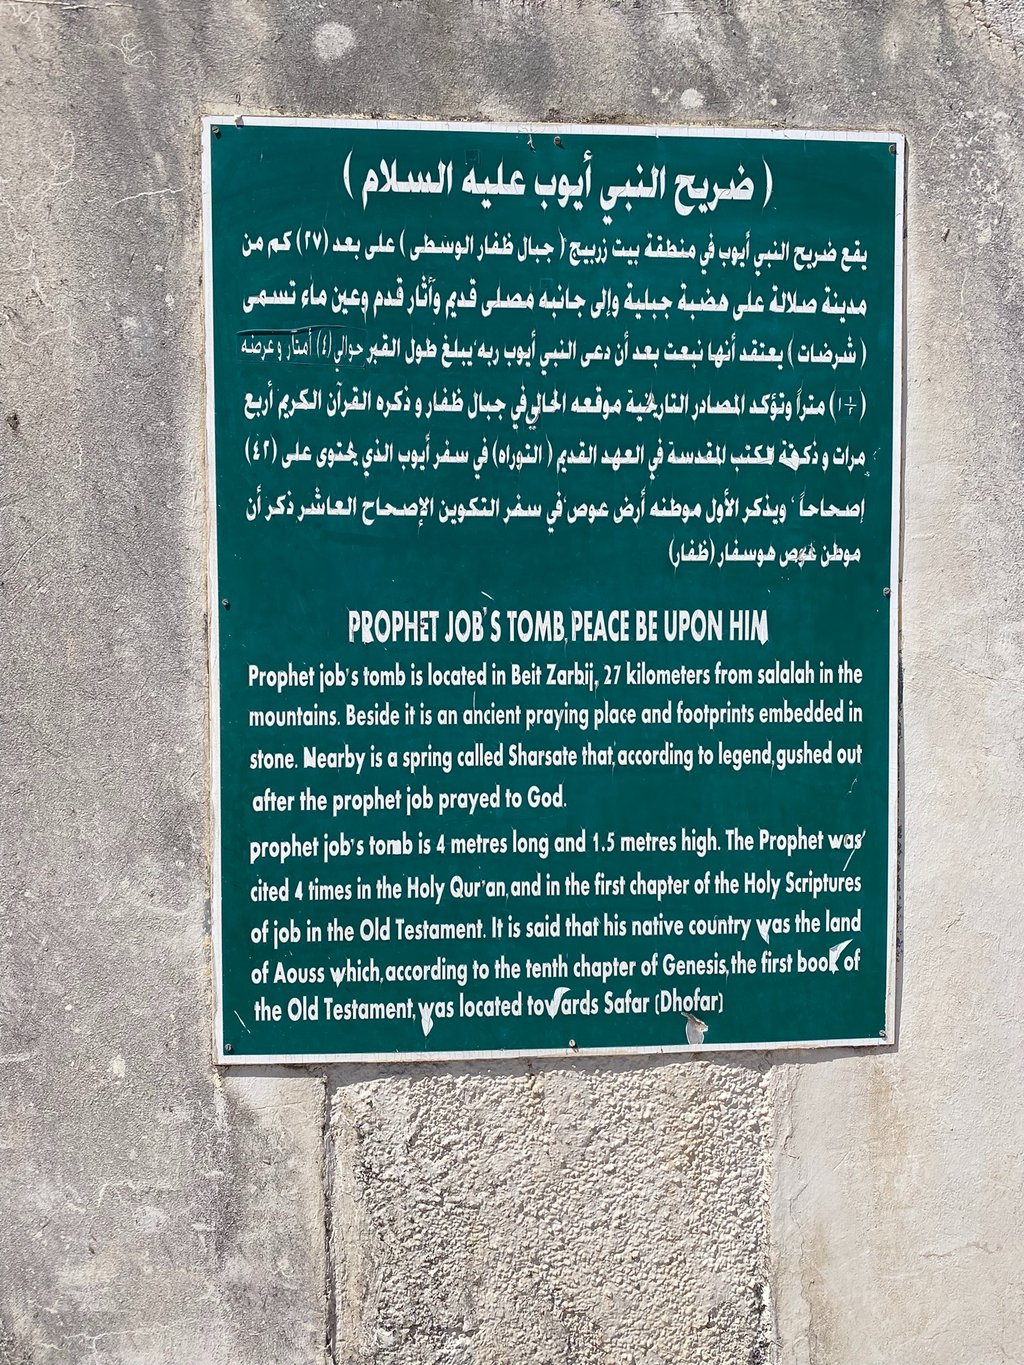 ( ضريح النبي أيوب عليه السلام )
يقع ضريح النبي أيوب في منطقة بيت زربيج ( جبال ظفار الوسطى ) على بعد (٢٧) كم من
مدينة صلالة على هضبة جبلية وإلى جانبه مصلى قديم وأثار قدم وعين ماء تسمى
( شرضات ) يعتقد أنها نبعت بعد أن دعى النبي أيوب ربه يبلغ طول القبر حوالي (٤) أمتار وعرضه
متراً وتؤكد المصادر التاريخية موقعه الحالي في جبال ظفار و ذكره القرآن الكريم أربع
مرات و المقدسة في العهد القديم ( التوراه) في سفر أيوب الذي يحتوى على (٤٢)
إصحاحاً ، ويذكر الأول موطنه أرض عوص في سفر التكوين الإصحاح العاشر ذكر أن
موطن عوص هوسفار (ظفار)
PROPHET JOB'S TOMB, PEACE BE UPON HIM
Prophet job's tomb is located in Beit Zarbij, 27 kilometers from salalah in the
mountains. Beside it is an ancient praying place and footprints embedded in
stone. Nearby is a spring called Sharsate that, according to legend, gushed out
after the prophet job prayed to God.
prophet job's tomb is 4 metres long and 1.5 metres high. The Prophet was
cited 4 times in the Holy Qur'an, and in the first chapter of the Holy Scriptures
of job in the Old Testament. It is said that his native country was the land
of Aouss which, according to the tenth chapter of Genesis, the first book of
the Old Testament, was located towards Safar (Dhofar)